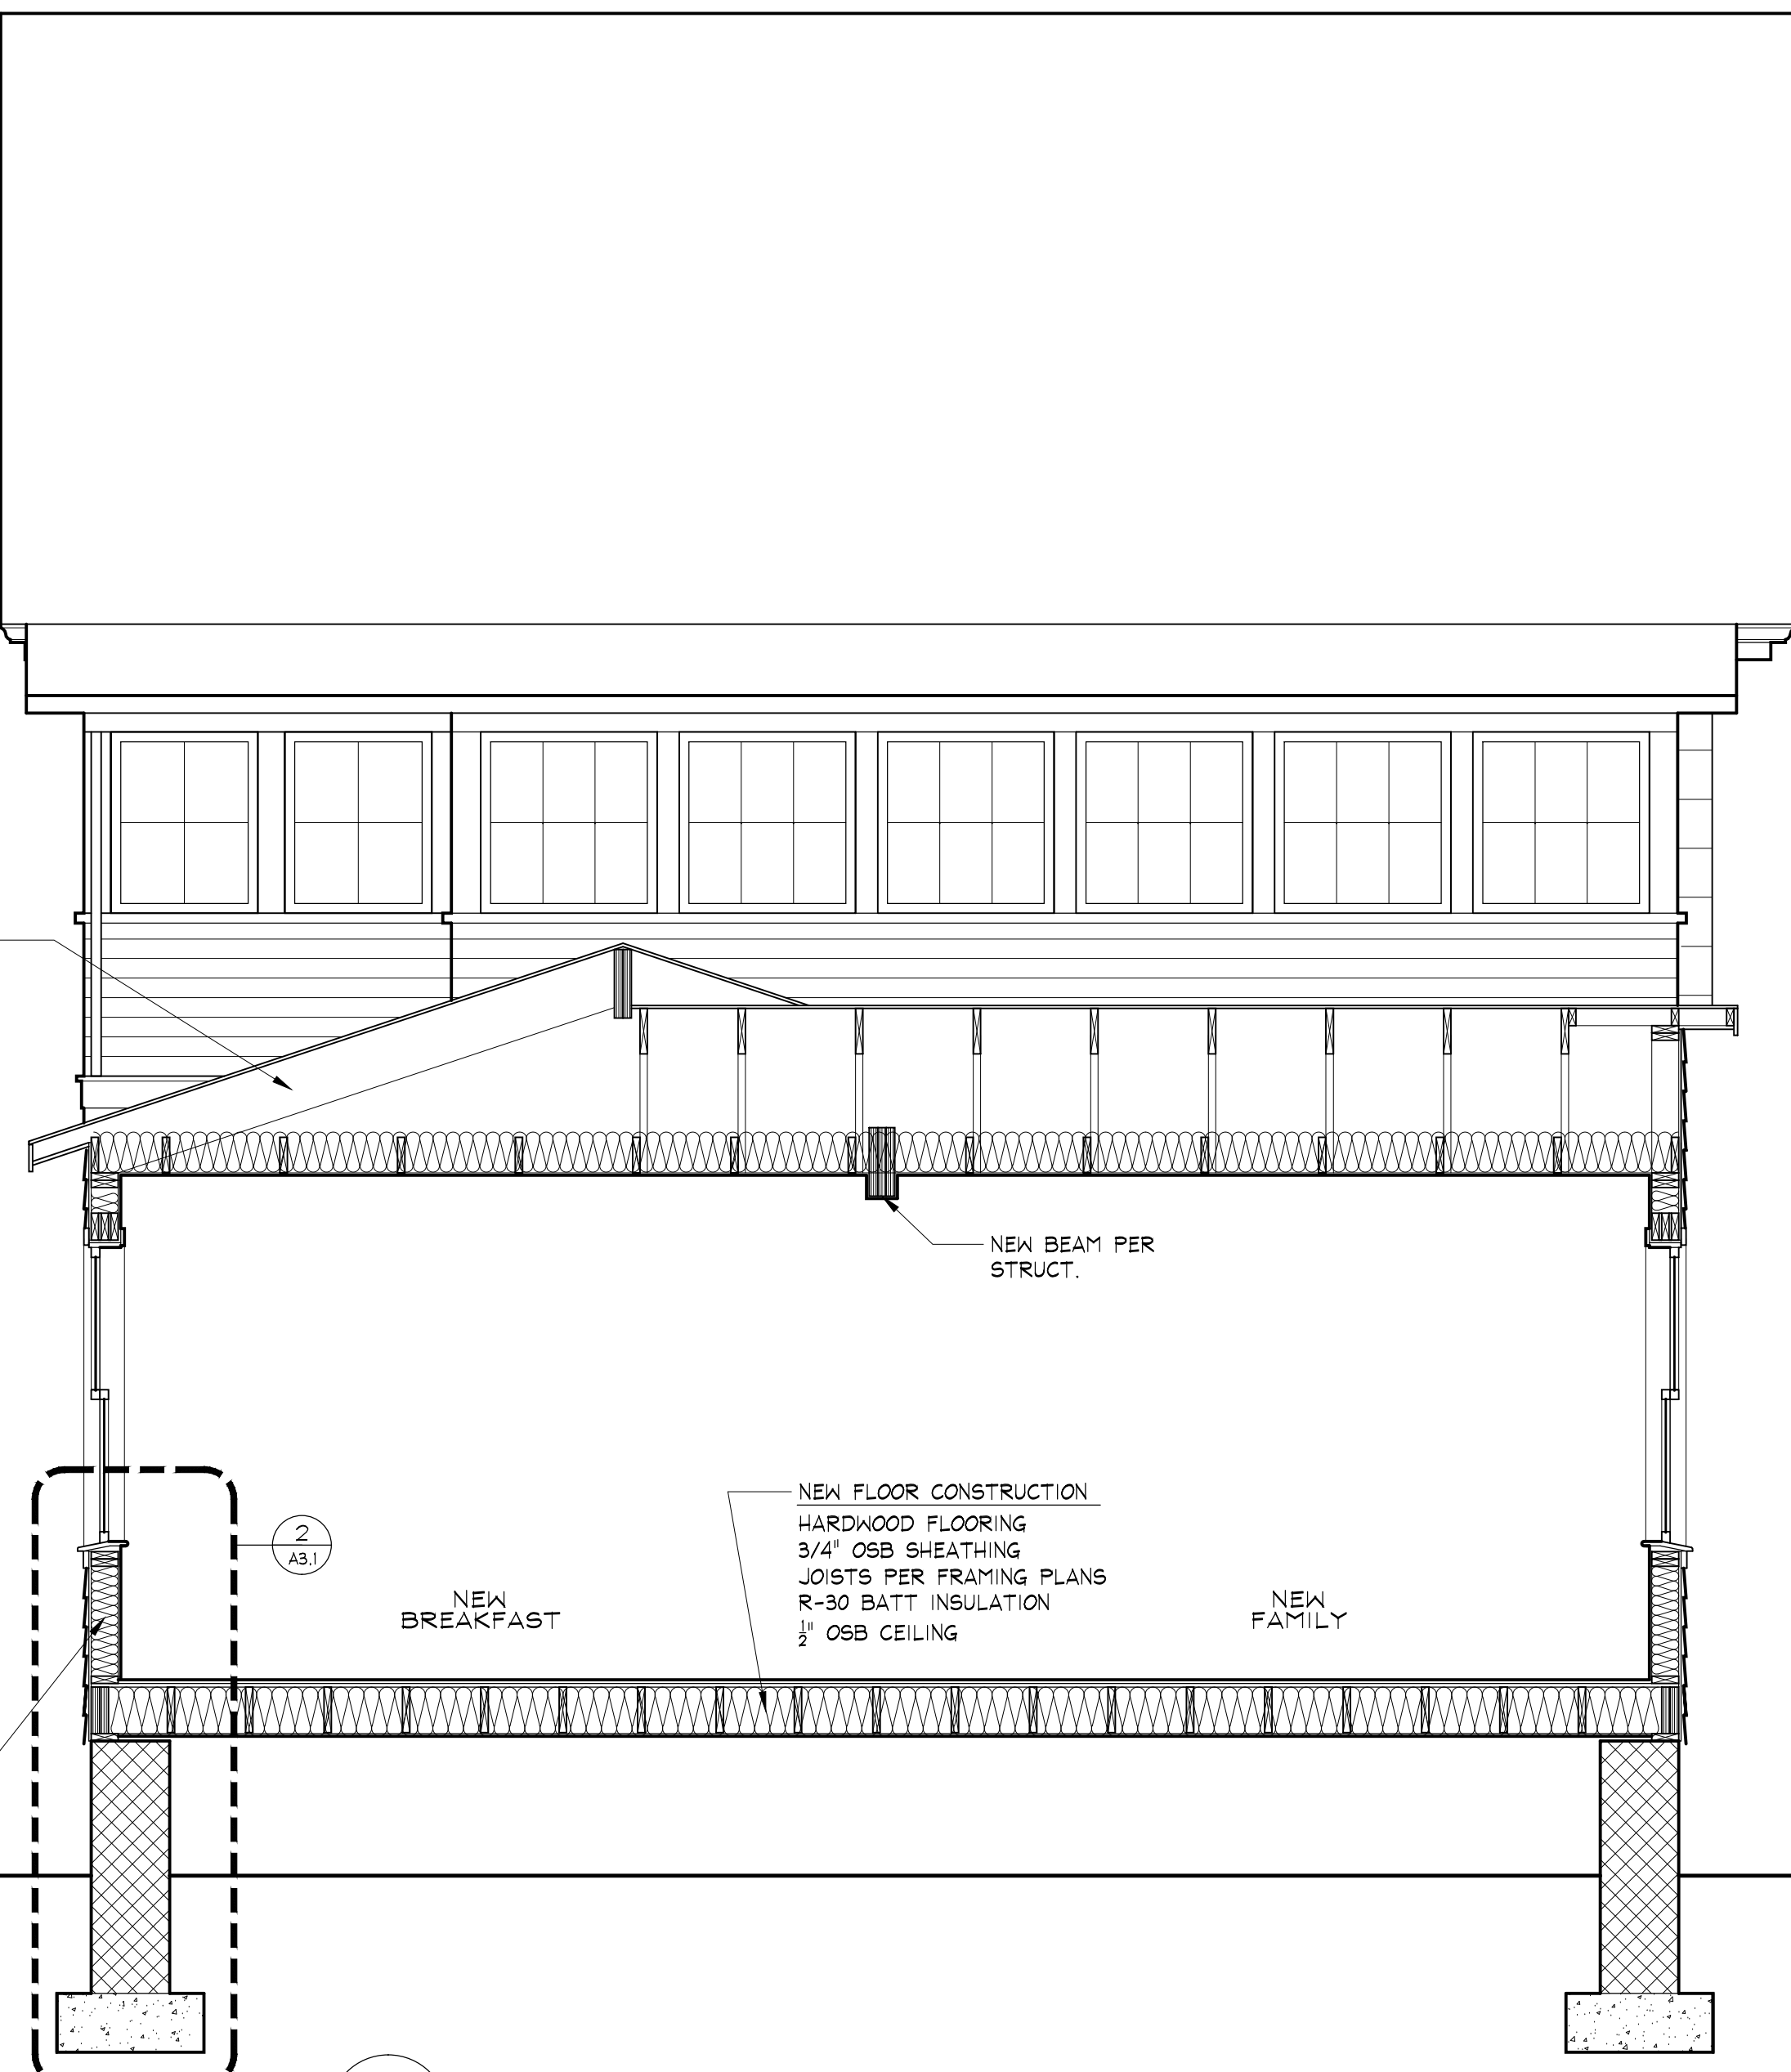 NEW BEAM PER
STRUCT.
NEW FLOOR CONSTRUCTION
HARDWOOD FLOORING
3/4" OSB SHEATHING
JOISTS PER FRAMING PLANS
R-30 BATT INSULATION
½" OSB CEILING
2
A3.1
NEW
BREAKFAST
NEW
FAMILY